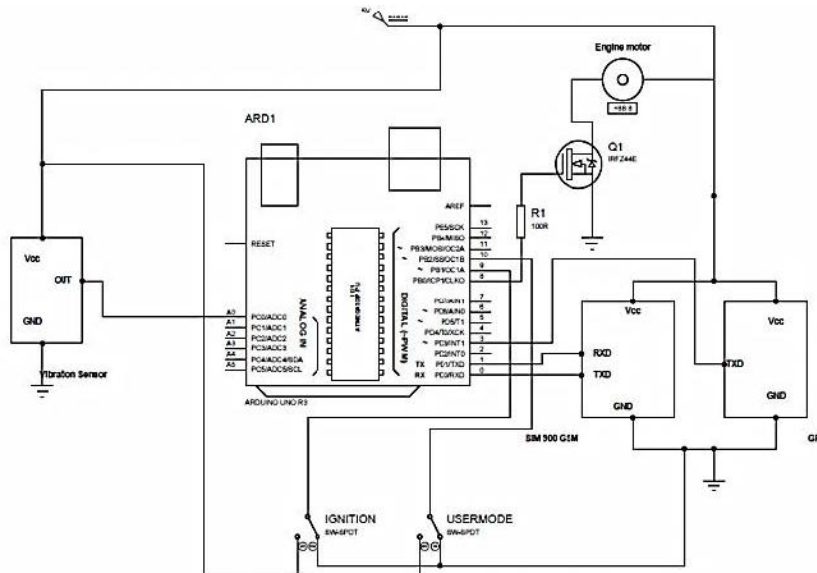 Engine motor
+88.8
ARD1
Q1
IRFZ44E
R1
100R
AREF
RESET
PB5/SCK 13
PB4/MISO 12
PB3/MOSI/OC2A 11
PB2/SS/OC1B 10
PB1/OC1A 9
PB0/ICP1/CLKO 8
PD7/AIN1 7
PD6/AIN0 6
PD5/T1 5
PD4/T0/XCK 4
PD3/INT1 3
PD2/INT0 2
TX PD1/TXD 1
RX PD0/RXD 0
DIGITAL (~PWM)
ANALOG IN
A0 PC0/ADC0
A1 PC1/ADC1
A2 PC2/ADC2
A3 PC3/ADC3
A4 PC4/ADC4/SDA
A5 PC5/ADC5/SCL
ARDUINO UNO R3
Vcc
OUT
GND
Vibraton Sensor
Vcc
RXD
TXD
GND
SIM 900 GSM
Vcc
TXD
GND
IGNITION
SW-SPDT
USERMODE
SW-SPDT